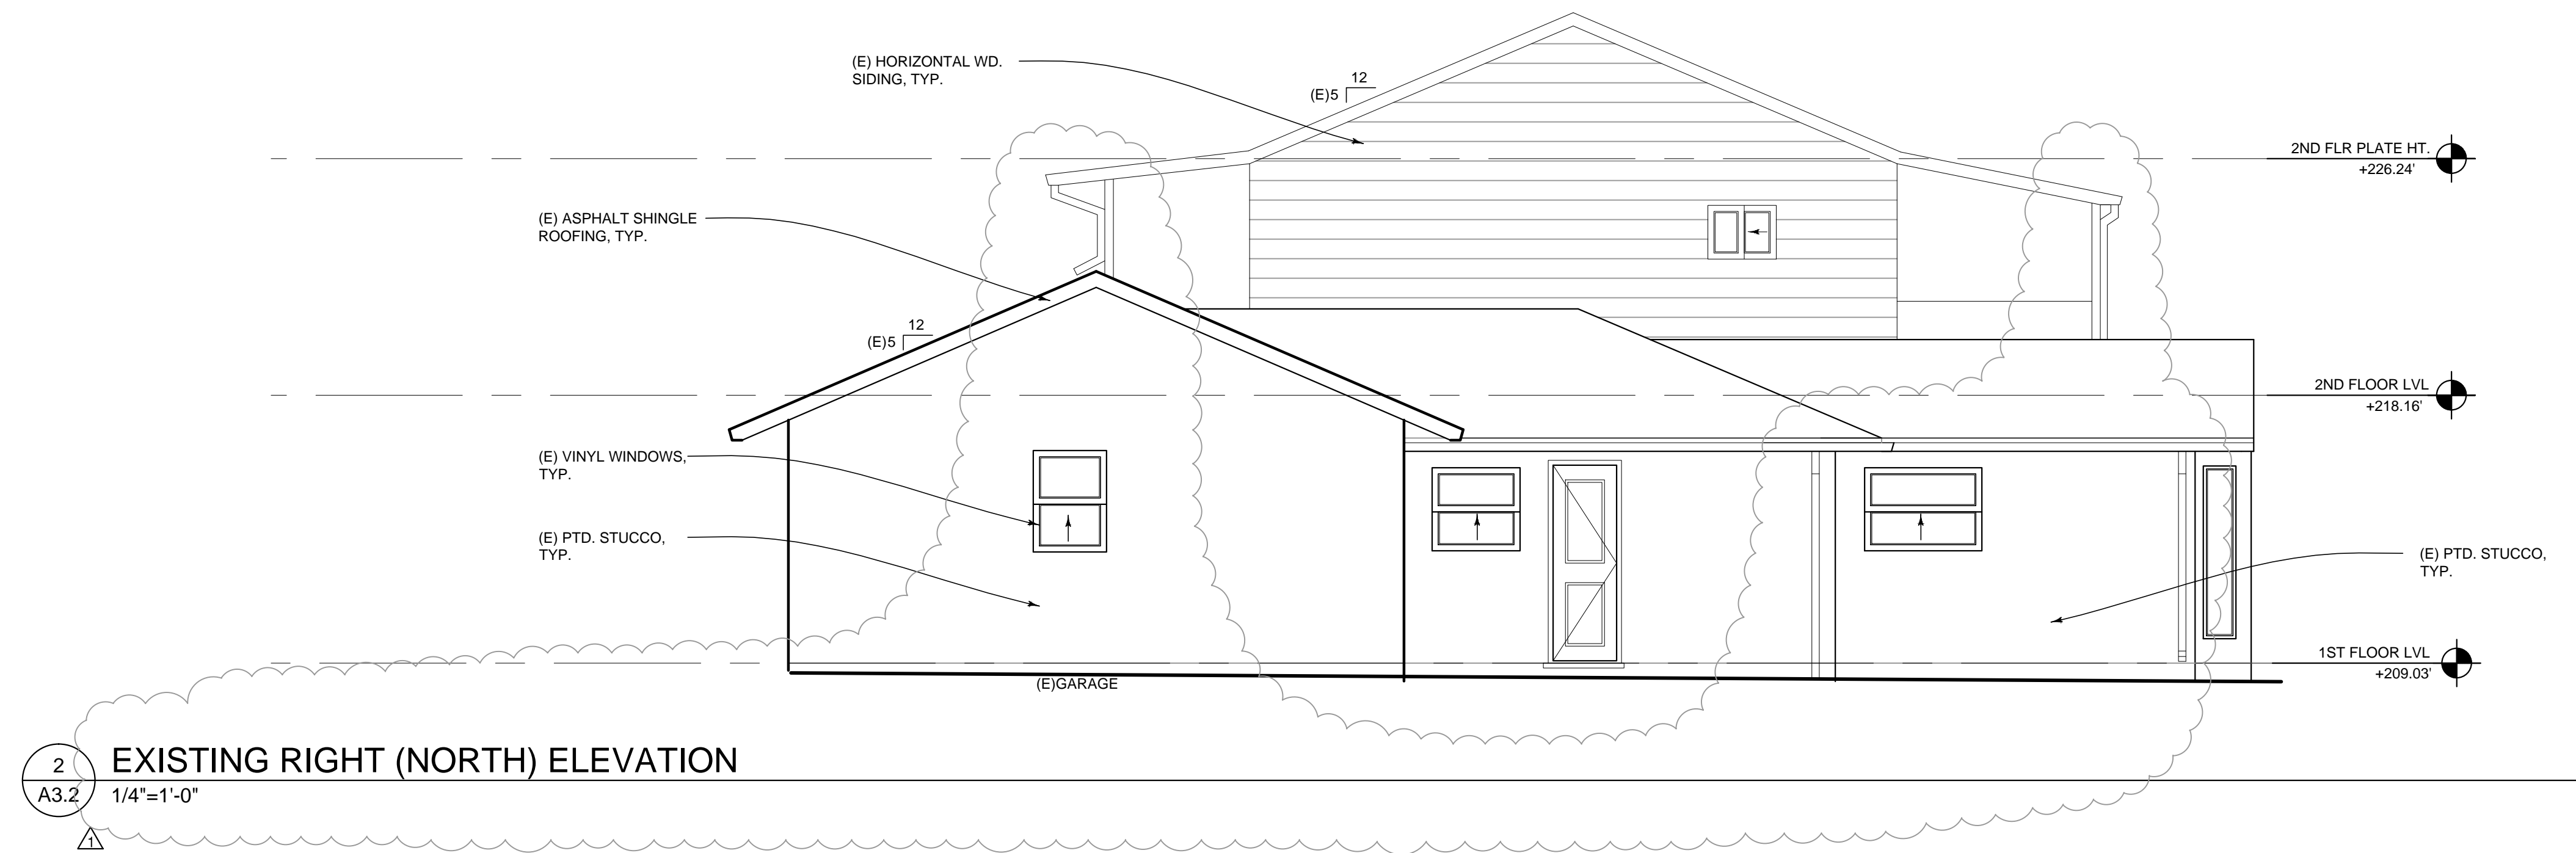 (E) HORIZONTAL WD.
SIDING, TYP.
12
(E)5
2ND FLR PLATE HT.
+226.24'
(E) ASPHALT SHINGLE
ROOFING, TYP.
12
(E)5
2ND FLOOR LVL
+218.16'
(E) VINYL WINDOWS,
TYP.
(E) PTD. STUCCO,
TYP.
(E) PTD. STUCCO,
TYP.
1ST FLOOR LVL
+209.03'
(E)GARAGE
2
A3.2
EXISTING RIGHT (NORTH) ELEVATION
1/4"=1'-0"
1